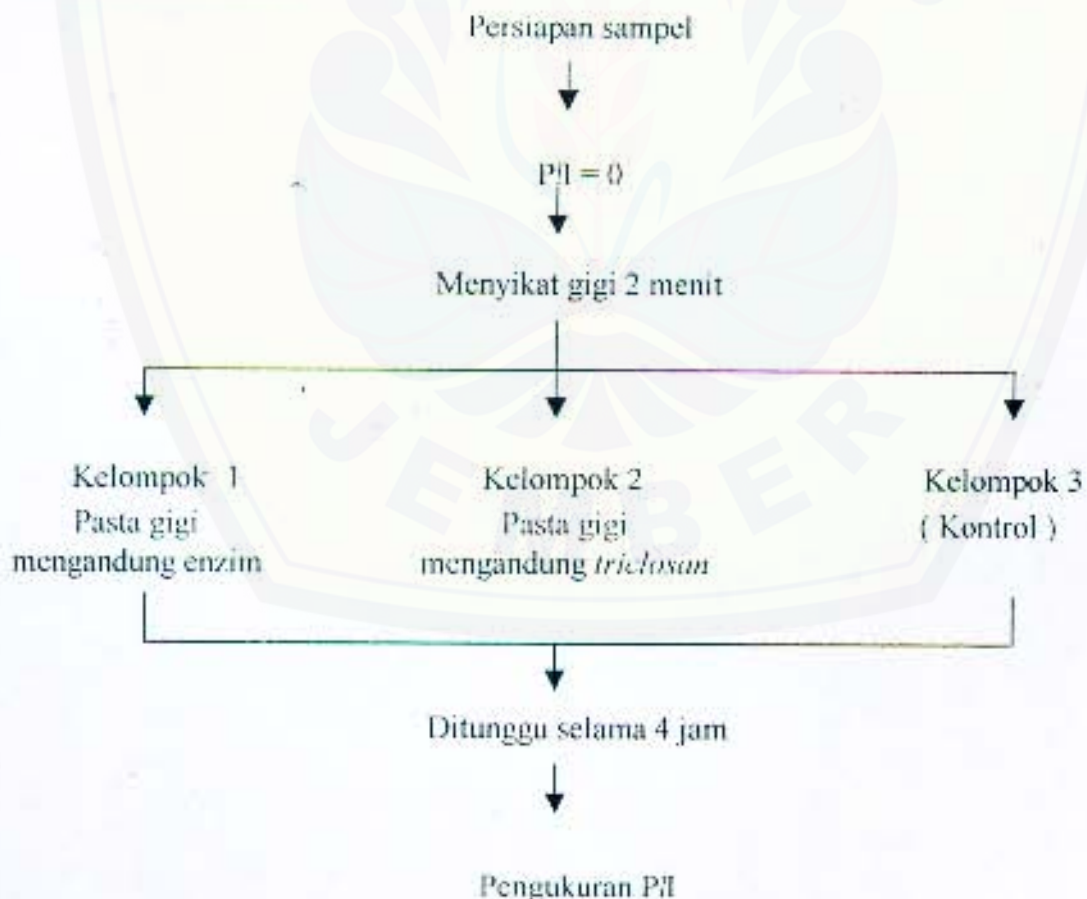 Persiapan sampel
PlI = 0
Menyikat gigi 2 menit
Kelompok 1
Pasta gigi
mengandung enzim
Kelompok 2
Pasta gigi
mengandung triclosan
Kelompok 3
( Kontrol )
Ditunggu selama 4 jam
Pengukuran PlI
JEMBER